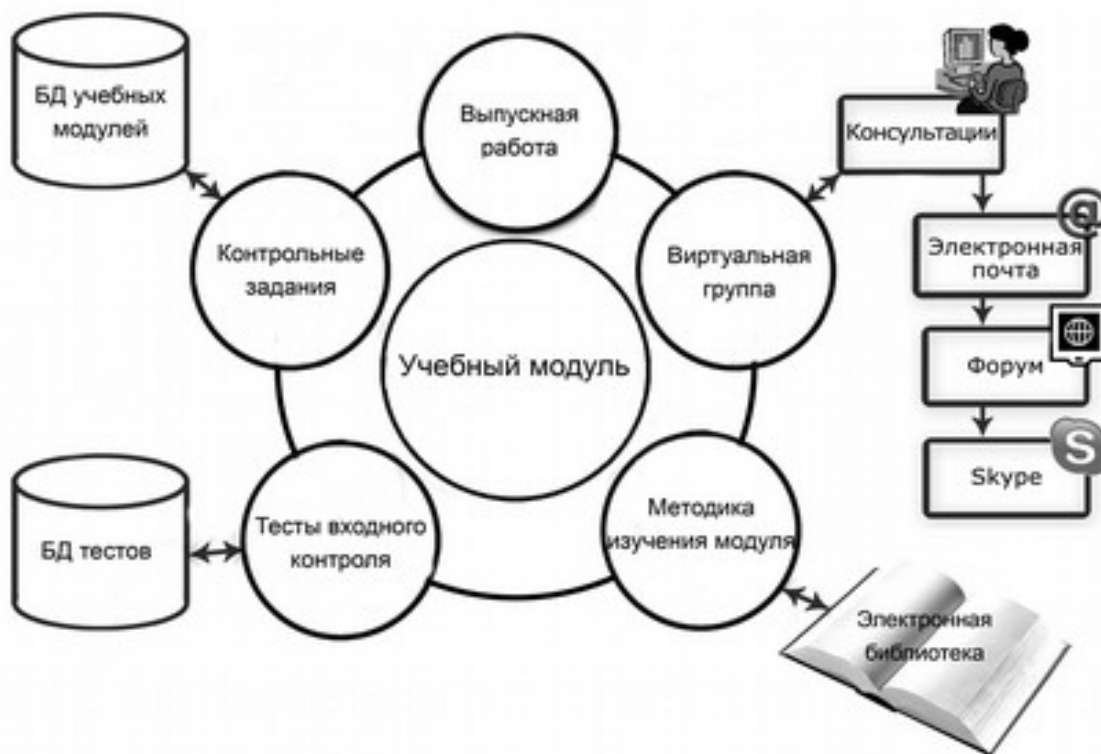 БД учебных
модулей
Выпускная
работа
Консультации
Контрольные
задания
Виртуальная
группа
@
Электронная
почта
Учебный модуль
Форум
S
Skype
БД тестов
Тесты входного
контроля
Методика
изучения модуля
Электронная
библиотека